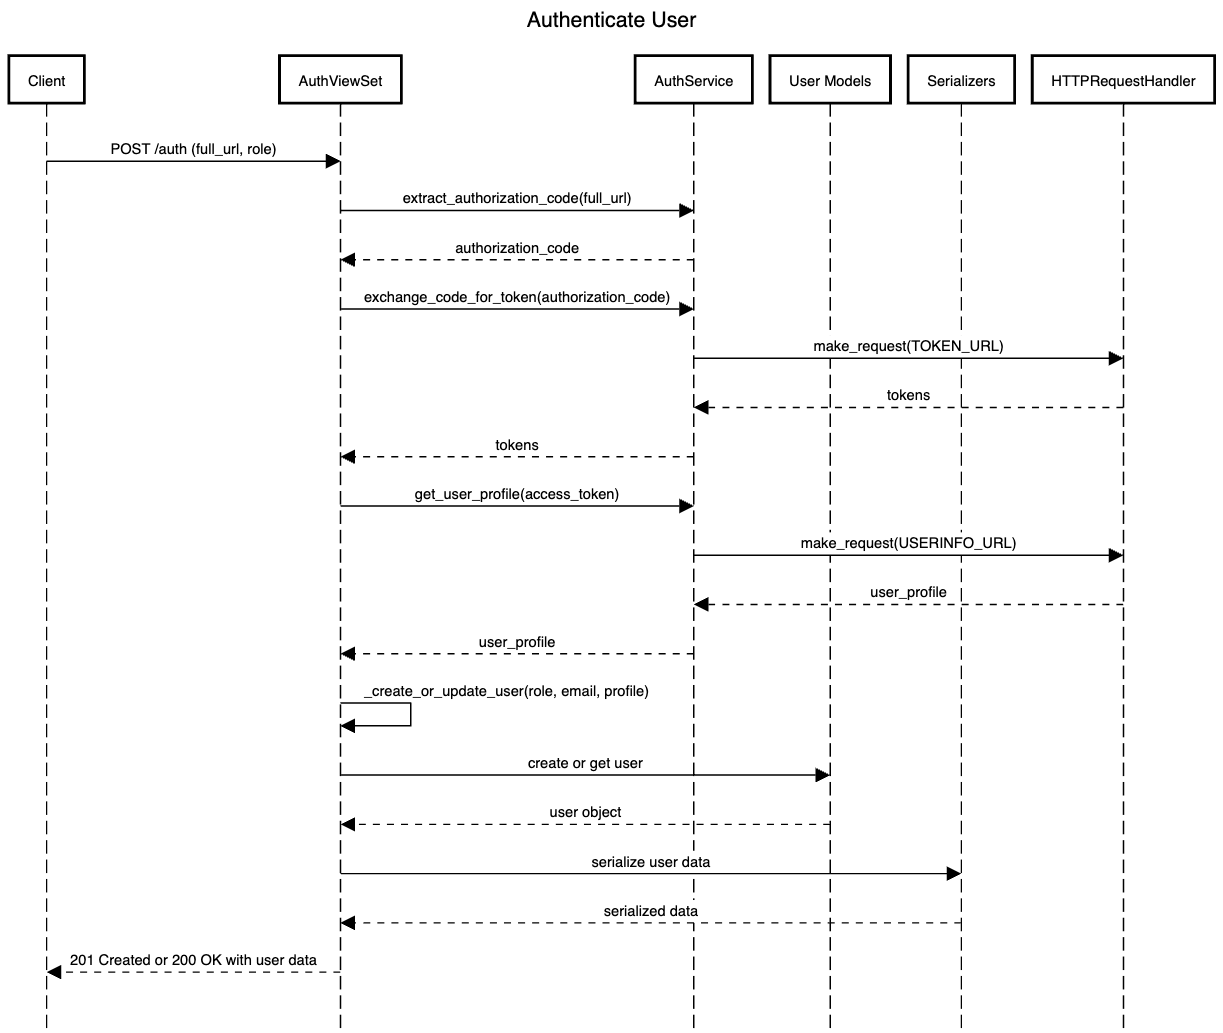 Authenticate User
Client
AuthViewSet
AuthService
User Models
Serializers
HTTPRequestHandler
POST /auth (full_url, role)
extract_authorization_code(full_url)
authorization_code
exchange_code_for_token(authorization_code)
make_request(TOKEN_URL)
tokens
tokens
get_user_profile(access_token)
make_request(USERINFO_URL)
user_profile
user_profile
_create_or_update_user(role, email, profile)
create or get user
user object
serialize user data
serialized data
201 Created or 200 OK with user data